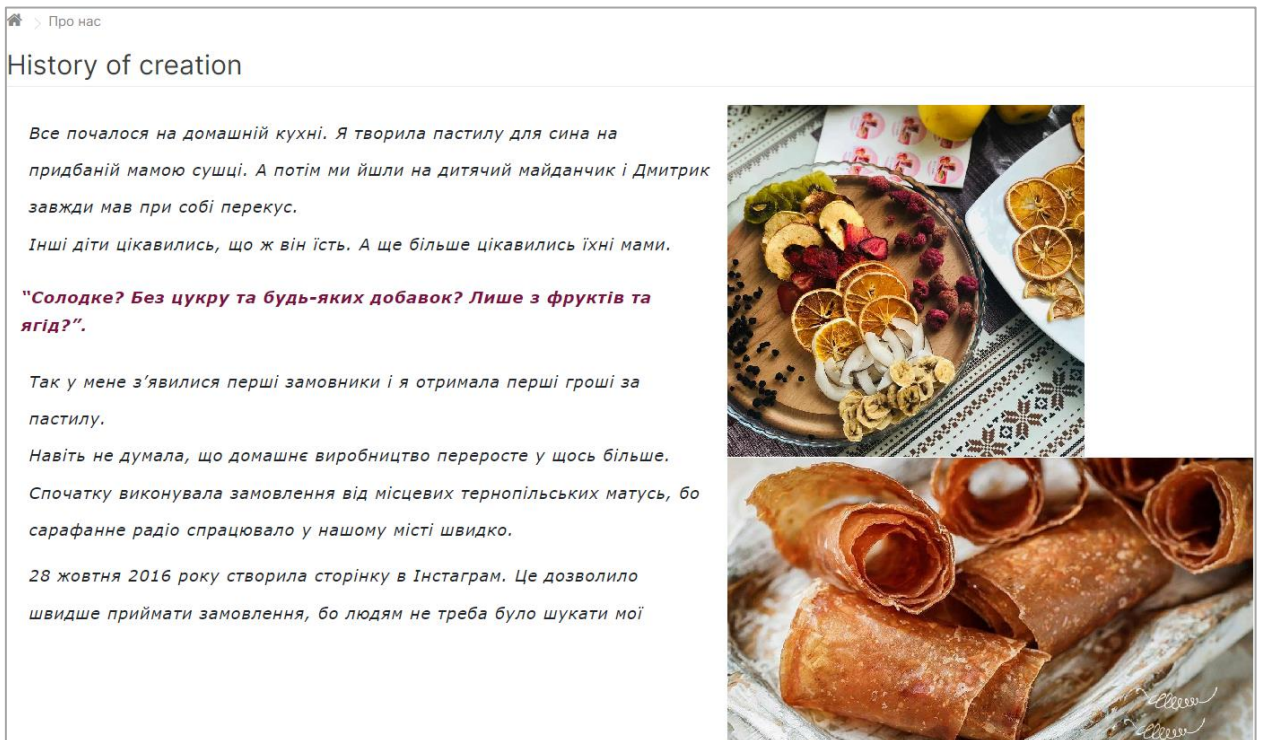 Про нас
History of creation
Все почалося на домашній кухні. Я творила пастилу для сина на
придбаній мамою сушці. А потім ми йшли на дитячий майданчик і Дмитрик
завжди мав при собі перекус.
Інші діти цікавились, що ж він їсть. А ще більше цікавились їхні мами.
“Солодке? Без цукру та будь-яких добавок? Лише з фруктів та
ягід?”.
Так у мене з’явилися перші замовники і я отримала перші гроші за
пастилу.
Навіть не думала, що домашнє виробництво переросте у щось більше.
Спочатку виконувала замовлення від місцевих тернопільських матусь, бо
сарафанне радіо спрацювало у нашому місті швидко.
28 жовтня 2016 року створила сторінку в Інстаграм. Це дозволило
швидше приймати замовлення, бо людям не треба було шукати мої